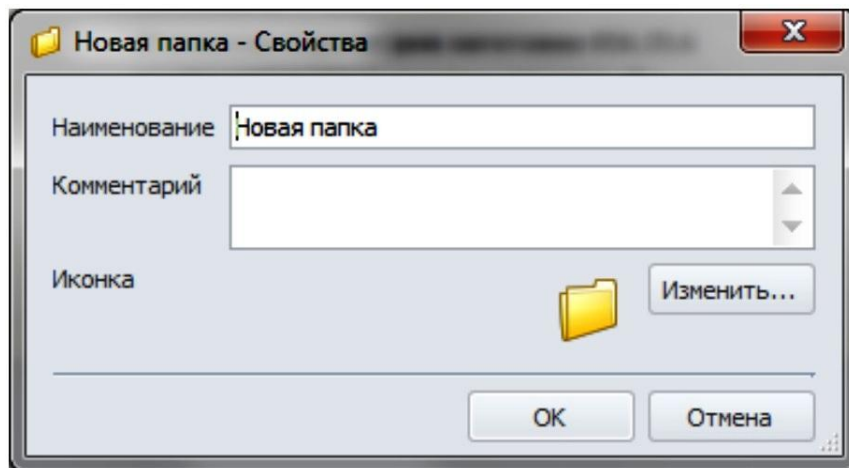 Новая папка - Свойства
Наименование Новая папка
Комментарий
Иконка Изменить...
OK Отмена